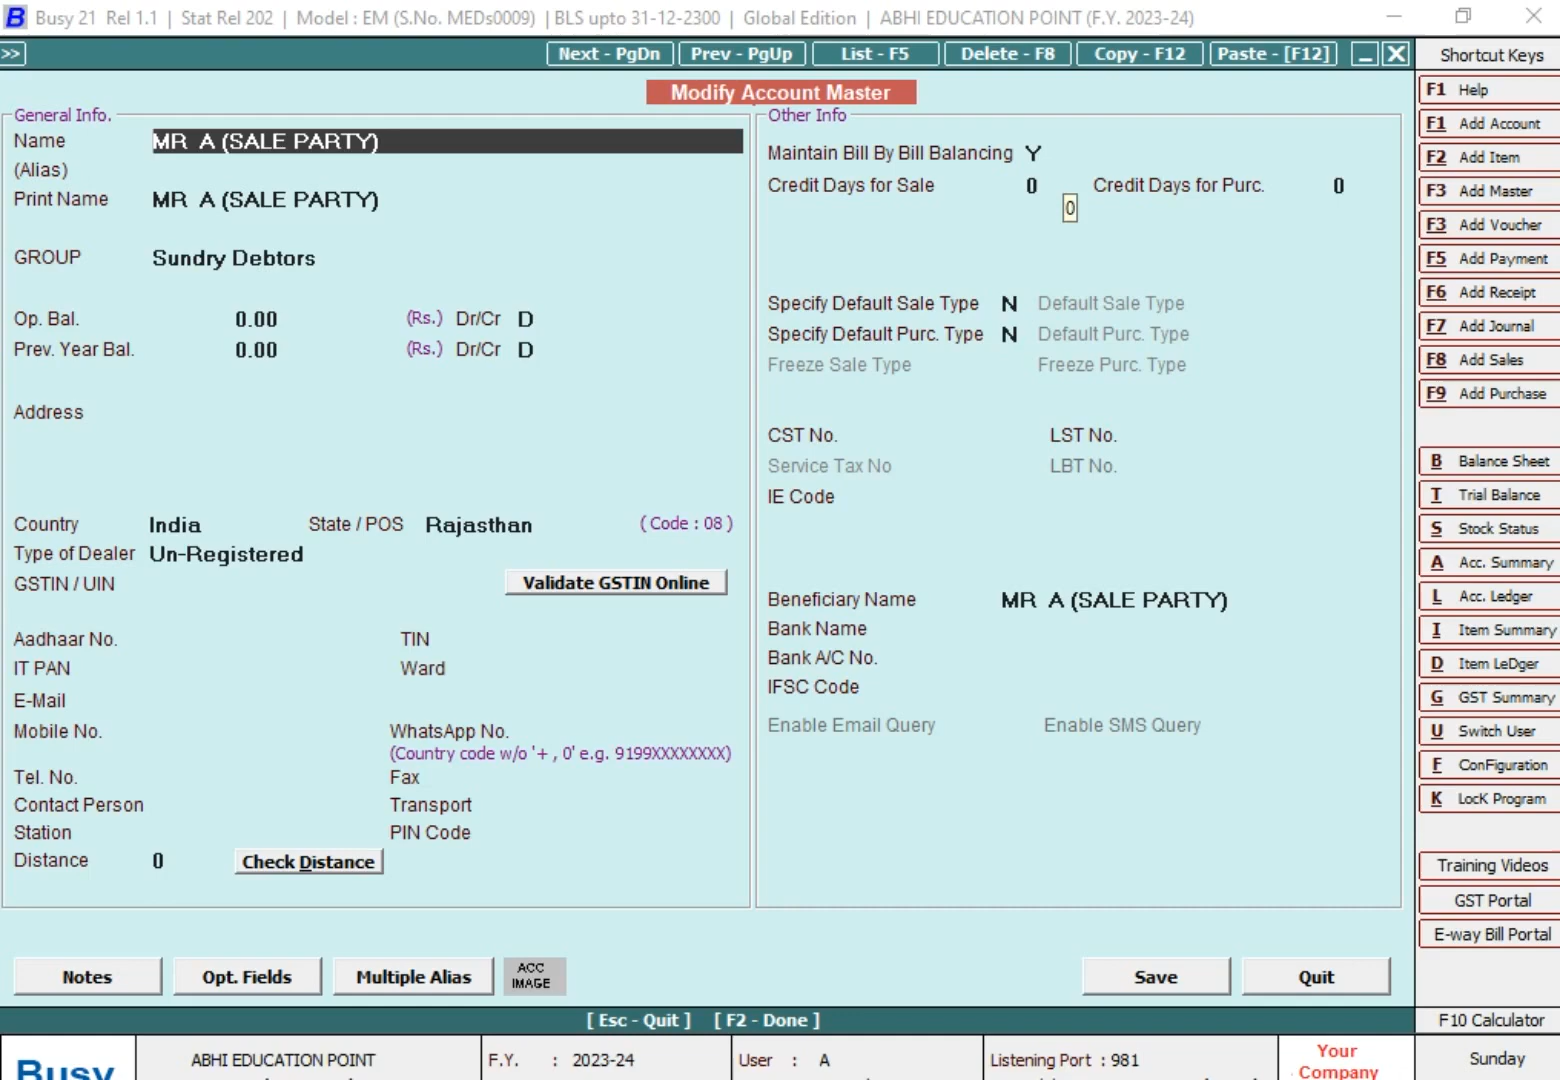 Busy 21 Rel 1.1 | Stat Rel 202 | Model : EM (S.No. MEDs0009) | BLS upto 31-12-2300 | Global Edition | ABHI EDUCATION POINT (F.Y. 2023-24)
>> Next - PgDn Prev - PgUp List - F5 Delete - F8 Copy - F12 Paste - [F12]
Modify Account Master
General Info.
Name MR A (SALE PARTY)
(Alias)
Print Name MR A (SALE PARTY)
GROUP Sundry Debtors
Op. Bal. 0.00 (Rs.) Dr/Cr D
Prev. Year Bal. 0.00 (Rs.) Dr/Cr D
Address
Country India State / POS Rajasthan ( Code : 08 )
Type of Dealer Un-Registered
GSTIN / UIN Validate GSTIN Online
Aadhaar No. TIN
IT PAN Ward
E-Mail
Mobile No. WhatsApp No.
(Country code w/o '+ , 0' e.g. 9199XXXXXXXX)
Tel. No. Fax
Contact Person Transport
Station PIN Code
Distance 0 Check Distance
Other Info
Maintain Bill By Bill Balancing Y
Credit Days for Sale 0 Credit Days for Purc. 0
0
Specify Default Sale Type N Default Sale Type
Specify Default Purc. Type N Default Purc. Type
Freeze Sale Type Freeze Purc. Type
CST No. LST No.
Service Tax No LBT No.
IE Code
Beneficiary Name MR A (SALE PARTY)
Bank Name
Bank A/C No.
IFSC Code
Enable Email Query Enable SMS Query
Notes Opt. Fields Multiple Alias ACC IMAGE Save Quit
[ Esc - Quit ] [ F2 - Done ]
Shortcut Keys
F1 Help
F1 Add Account
F2 Add Item
F3 Add Master
F3 Add Voucher
F5 Add Payment
F6 Add Receipt
F7 Add Journal
F8 Add Sales
F9 Add Purchase
B Balance Sheet
T Trial Balance
S Stock Status
A Acc. Summary
L Acc. Ledger
I Item Summary
D Item LeDger
G GST Summary
U Switch User
F ConFiguration
K LocK Program
Training Videos
GST Portal
E-way Bill Portal
F10 Calculator
Busy ABHI EDUCATION POINT F.Y. : 2023-24 User : A Listening Port : 981 Your Company Sunday